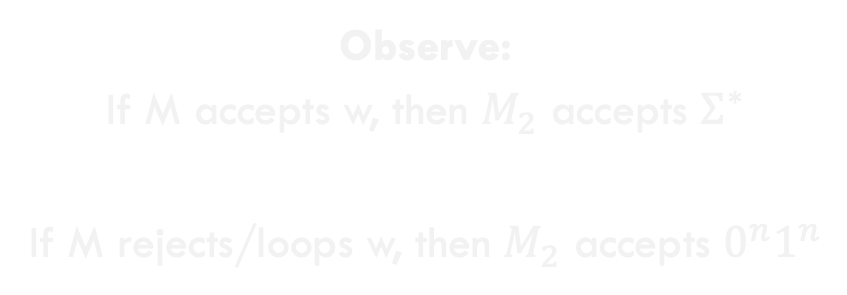 Observe:
If M accepts w, then M₂ accepts Σ*
If M rejects/loops w, then M₂ accepts 0ⁿ1ⁿ